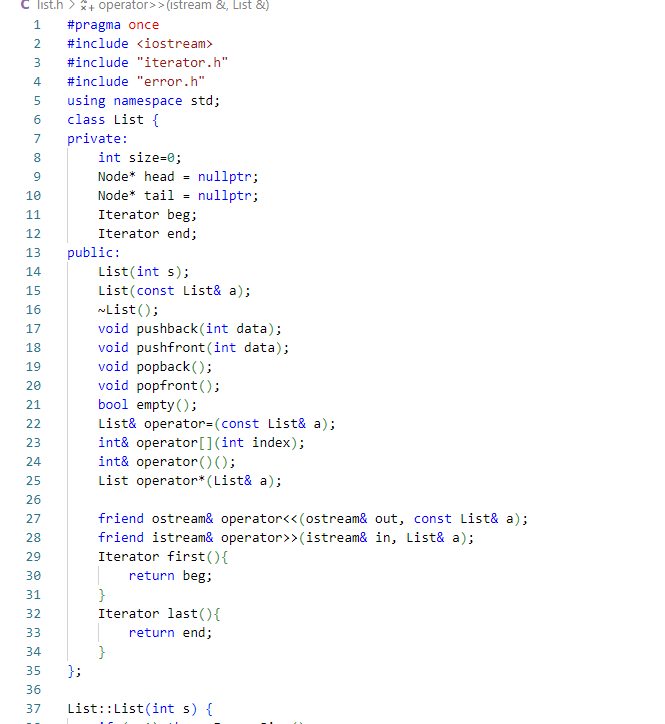 C list.h > operator>>(istream &, List &)
1 #pragma once
2 #include <iostream>
3 #include "iterator.h"
4 #include "error.h"
5 using namespace std;
6 class List {
7 private:
8 int size=0;
9 Node* head = nullptr;
10 Node* tail = nullptr;
11 Iterator beg;
12 Iterator end;
13 public:
14 List(int s);
15 List(const List& a);
16 ~List();
17 void pushback(int data);
18 void pushfront(int data);
19 void popback();
20 void popfront();
21 bool empty();
22 List& operator=(const List& a);
23 int& operator[](int index);
24 int& operator()();
25 List operator*(List& a);
26
27 friend ostream& operator<<(ostream& out, const List& a);
28 friend istream& operator>>(istream& in, List& a);
29 Iterator first(){
30 return beg;
31 }
32 Iterator last(){
33 return end;
34 }
35 };
36
37 List::List(int s) {